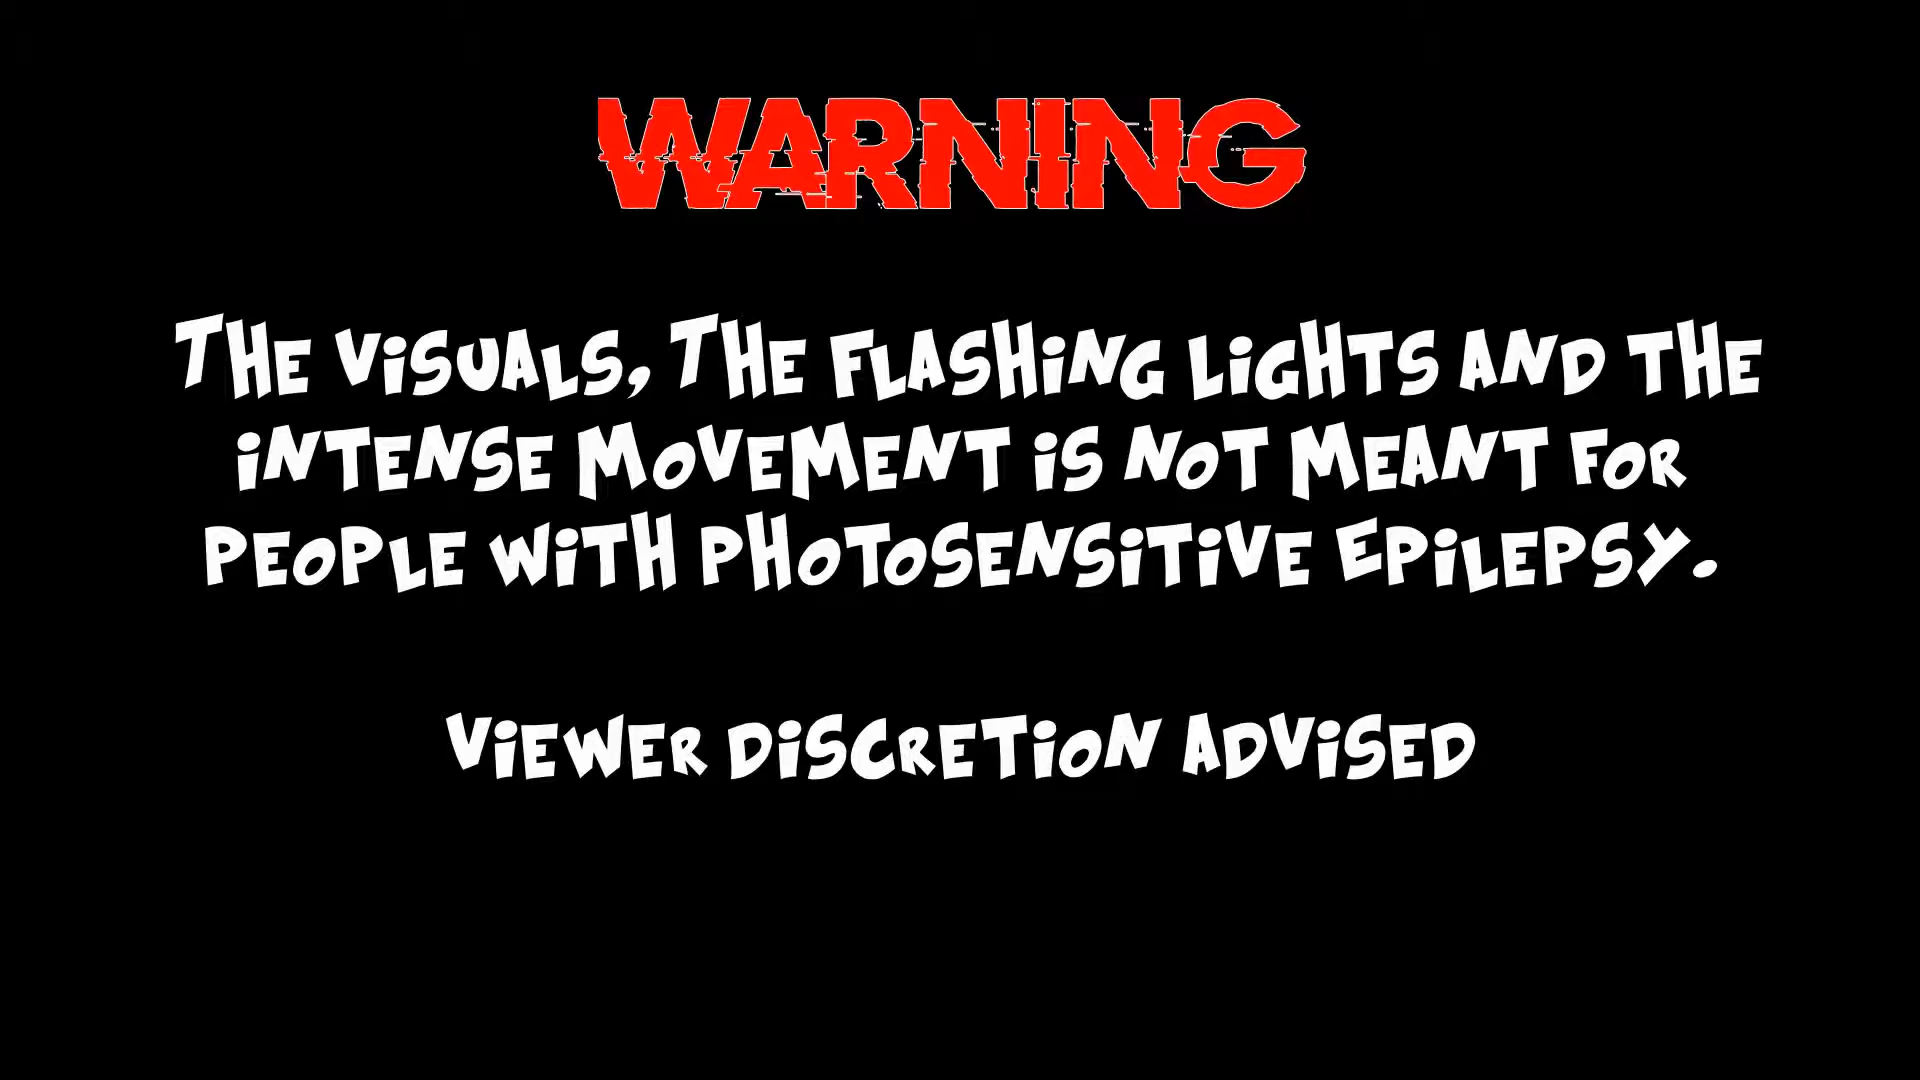 WARNING
THE ViSUALS, THE FLASHiNG LiGHTS AND THE
iNTENSE MOVEMENT iS NOT MEANT FOR
PEOPLE WiTH PHOTOSENSiTiVE EPiLEPSY.
ViEWER DiSCRETiON ADViSED